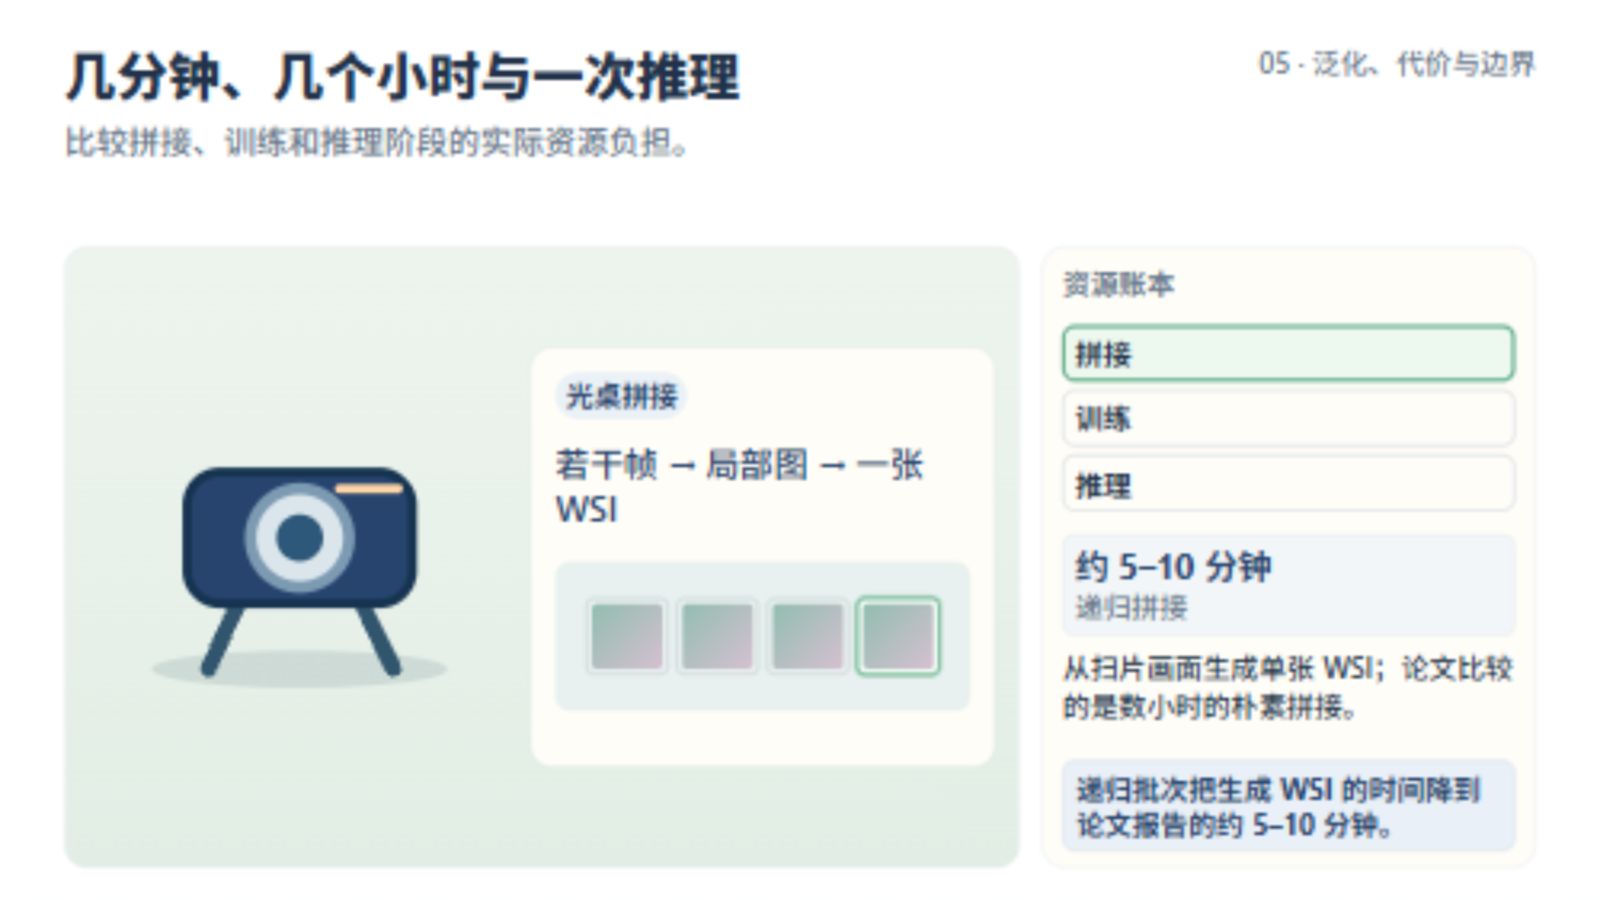 几分钟、几个小时与一次推理
05 · 泛化、代价与边界
比较拼接、训练和推理阶段的实际资源负担。
光桌拼接
若干帧 → 局部图 → 一张
WSI
资源账本
拼接
训练
推理
约 5–10 分钟
递归拼接
从扫片画面生成单张 WSI；论文比较
的是数小时的朴素拼接。
递归批次把生成 WSI 的时间降到
论文报告的约 5–10 分钟。